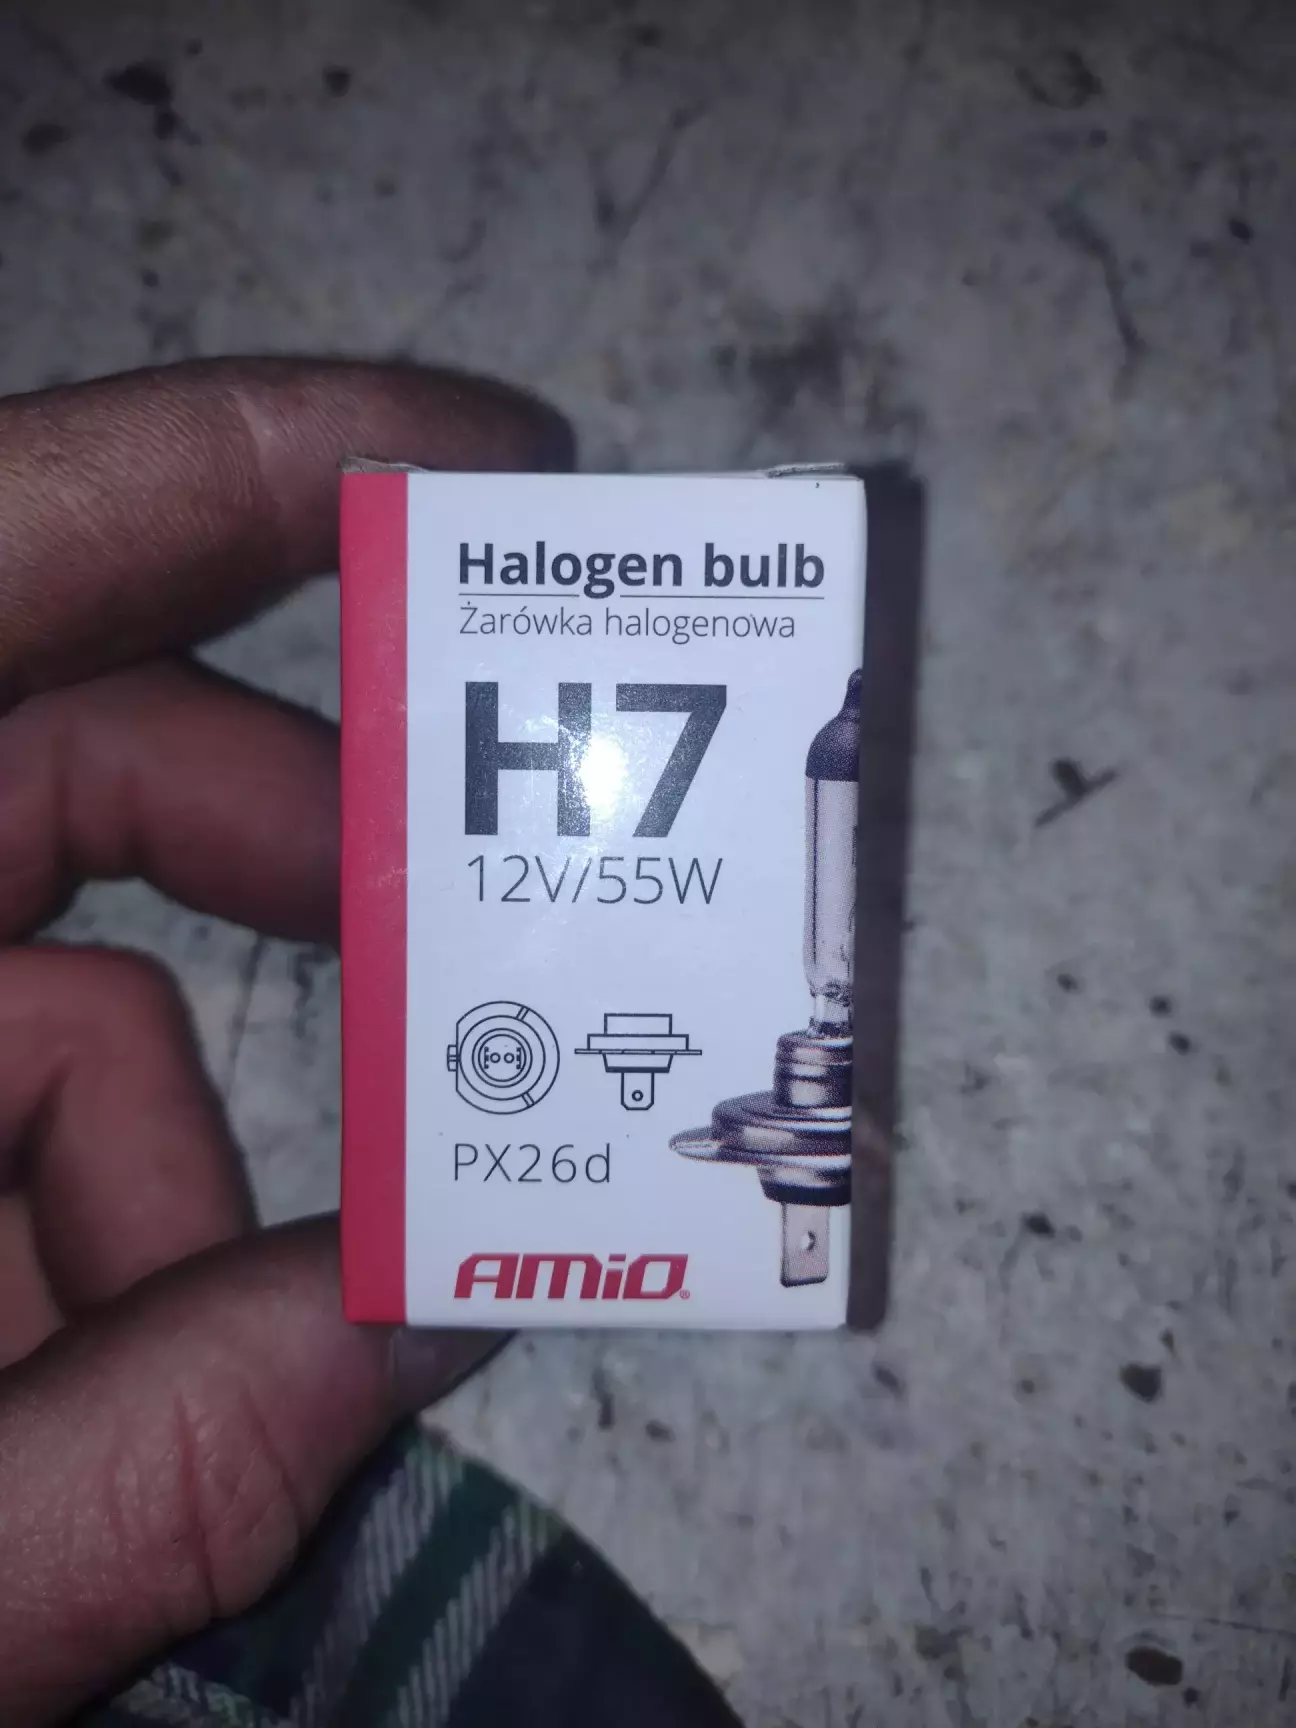 Halogen bulb
Żarówka halogenowa
H7
12V/55W
PX26d
AMiO®